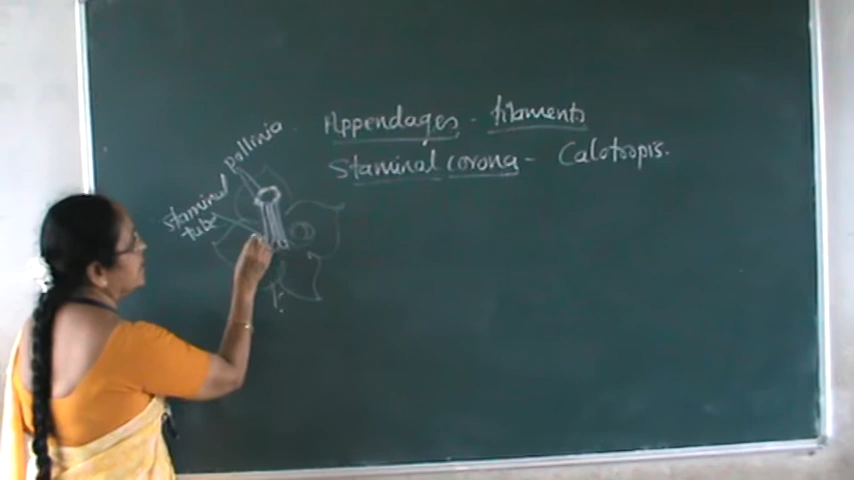 Appendages - filaments
Staminal corona - Calotropis.
pollinia
staminal
tube